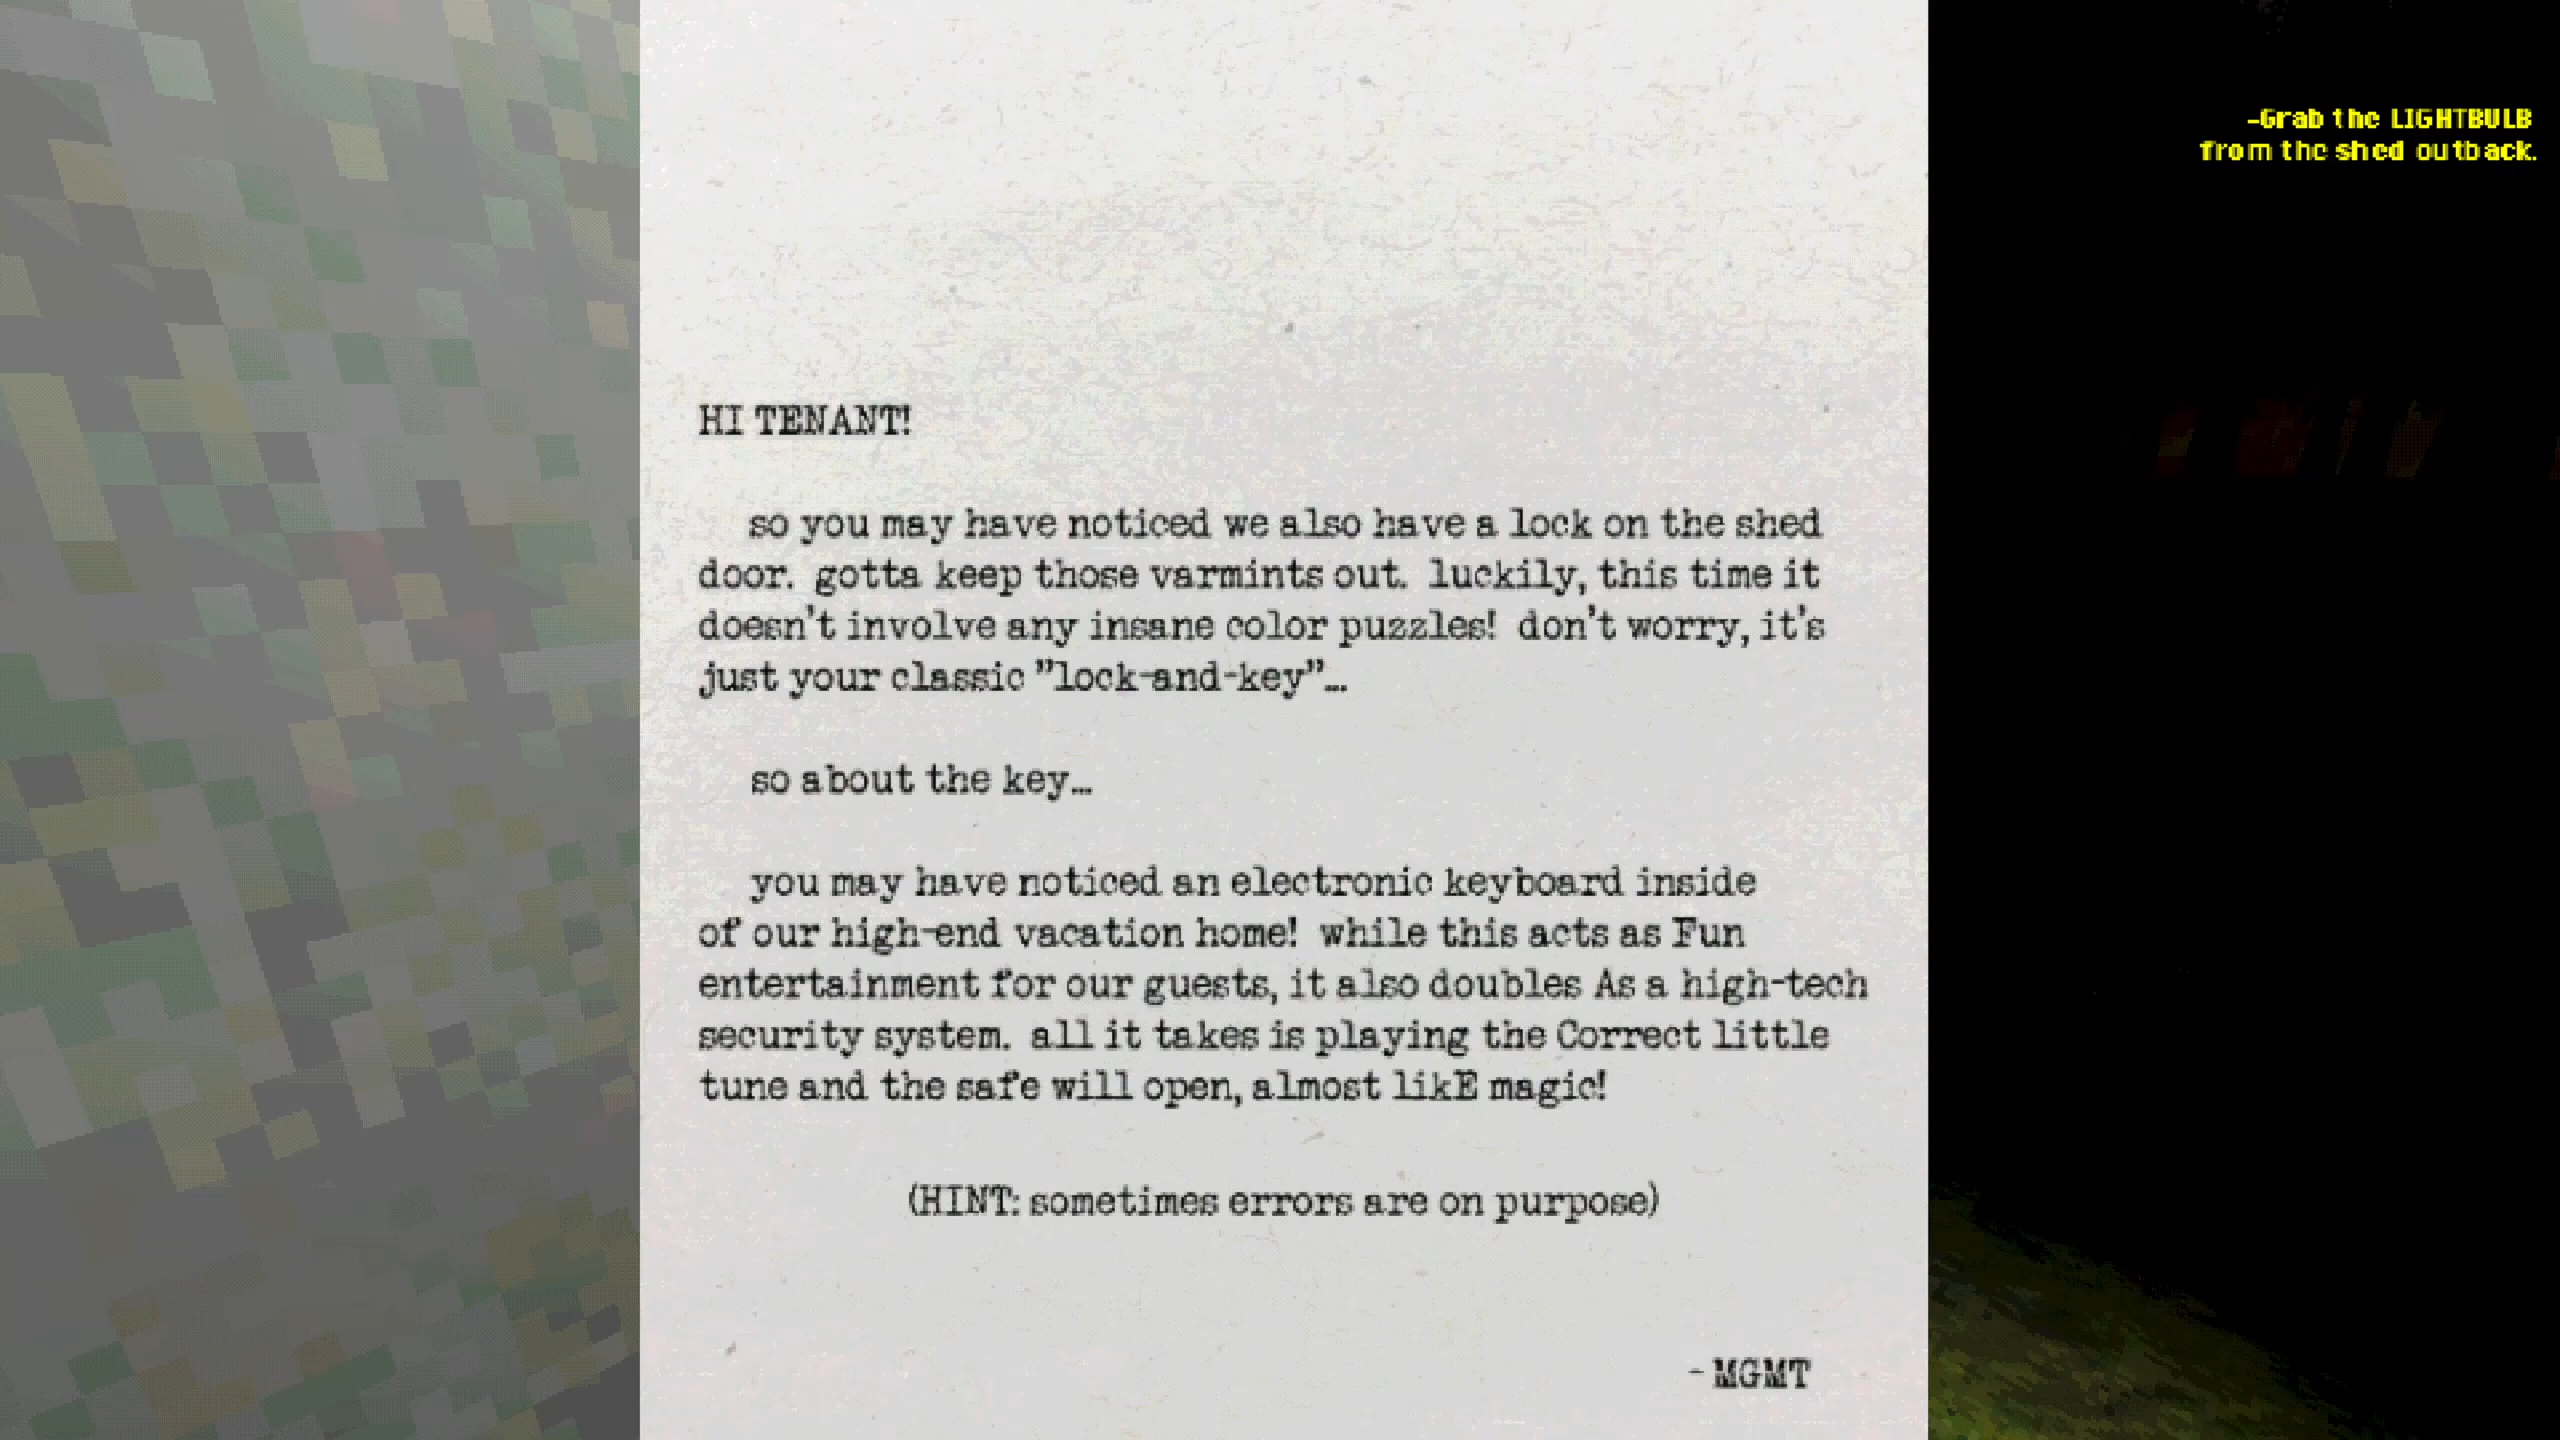 -Grab the LIGHTBULB
from the shed outback.
HI TENANT!
so you may have noticed we also have a lock on the shed
door. gotta keep those varmints out. luckily, this time it
doesn't involve any insane color puzzles! don't worry, it's
just your classic "lock-and-key"...
so about the key...
you may have noticed an electronic keyboard inside
of our high-end vacation home! while this acts as Fun
entertainment for our guests, it also doubles As a high-tech
security system. all it takes is playing the Correct little
tune and the safe will open, almost likE magic!
(HINT: sometimes errors are on purpose)
- MGMT